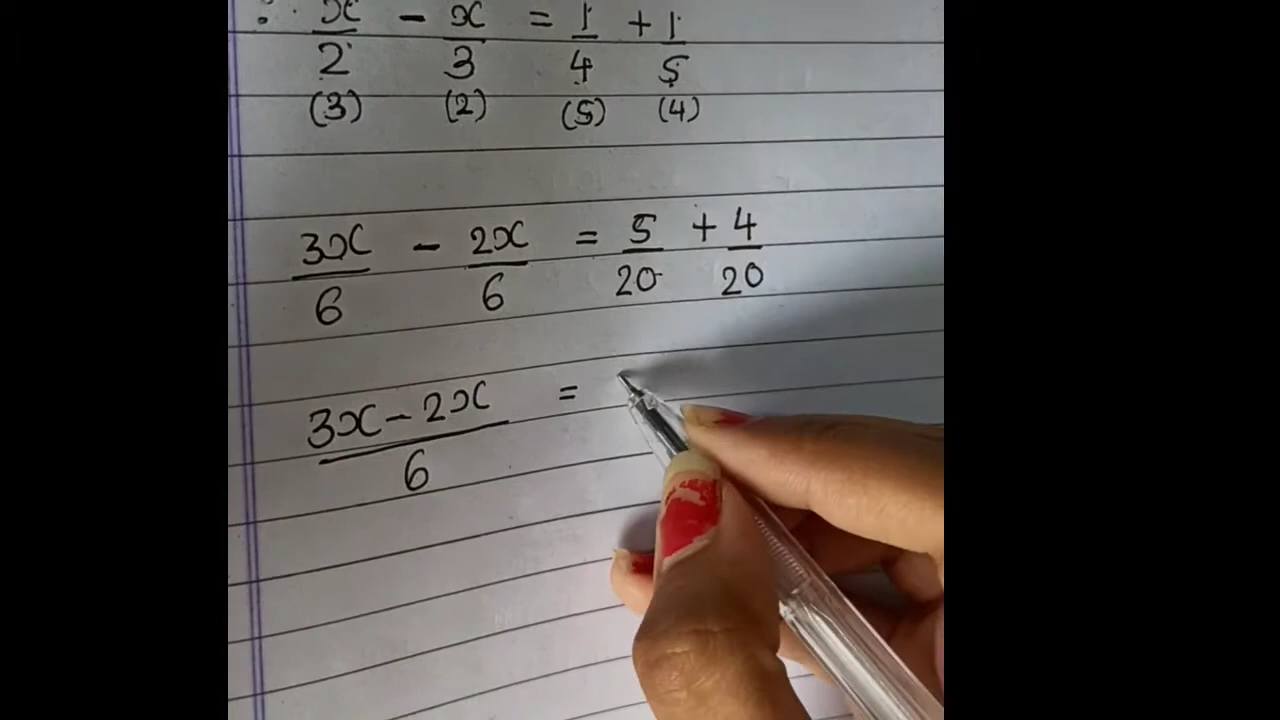 ∴ x/2 - x/3 = 1/4 + 1/5
(3) (2) (5) (4)
3x/6 - 2x/6 = 5/20 + 4/20
3x - 2x/6 =